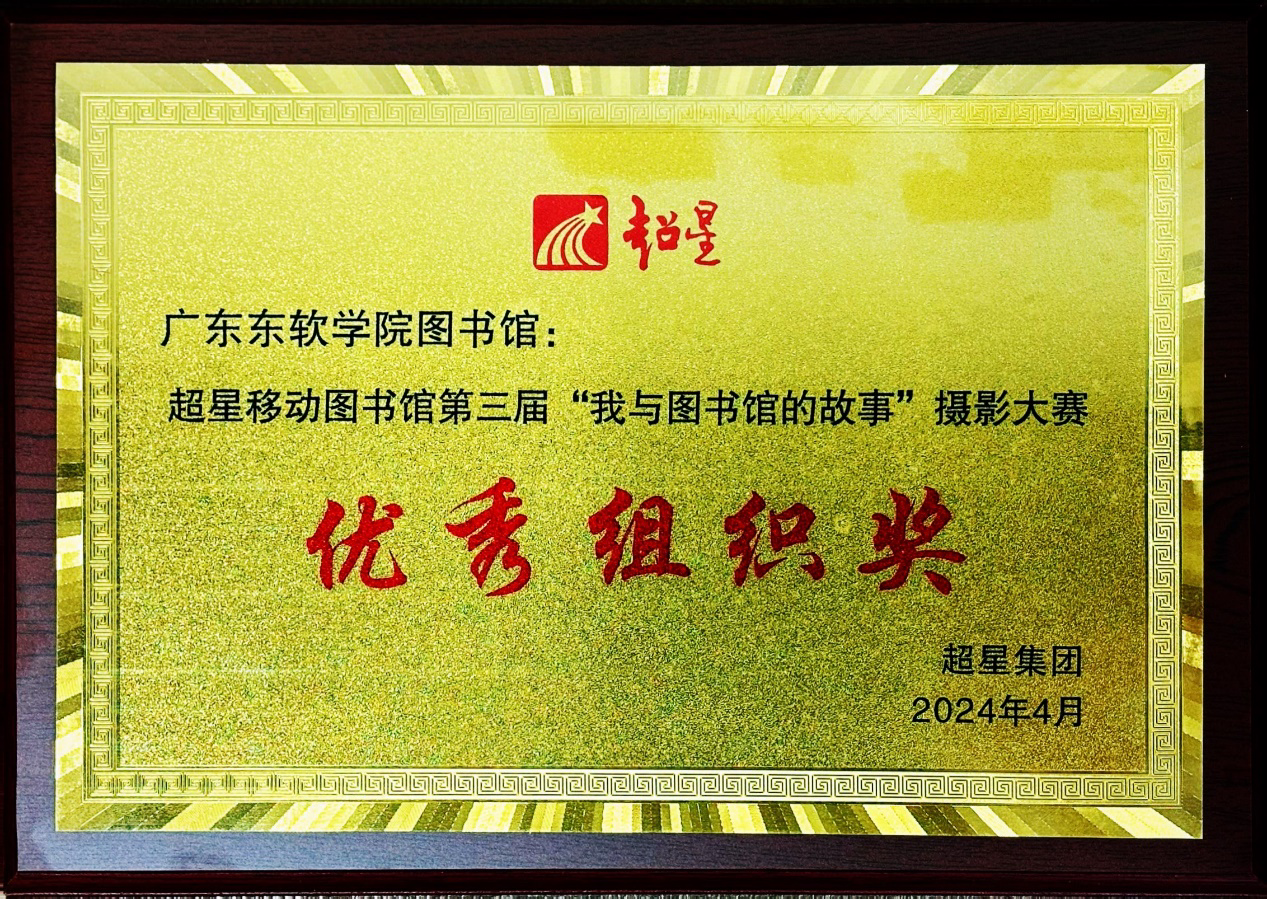 超星
广东东软学院图书馆：
超星移动图书馆第三届“我与图书馆的故事”摄影大赛
优秀组织奖
超星集团
2024年4月